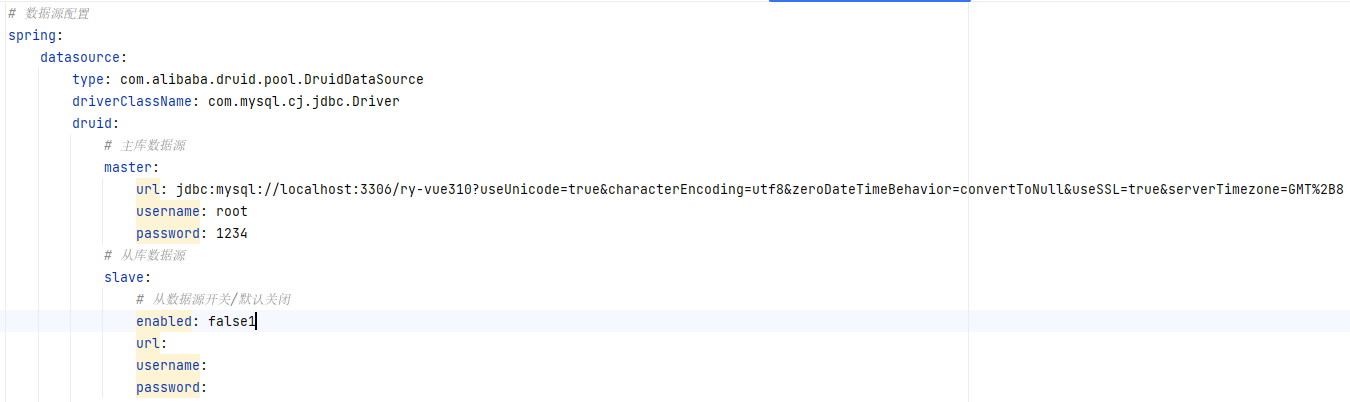 # 数据源配置
spring:
    datasource:
        type: com.alibaba.druid.pool.DruidDataSource
        driverClassName: com.mysql.cj.jdbc.Driver
        druid:
            # 主库数据源
            master:
                url: jdbc:mysql://localhost:3306/ry-vue310?useUnicode=true&characterEncoding=utf8&zeroDateTimeBehavior=convertToNull&useSSL=true&serverTimezone=GMT%2B8
                username: root
                password: 1234
            # 从库数据源
            slave:
                # 从数据源开关/默认关闭
                enabled: false1
                url:
                username:
                password: